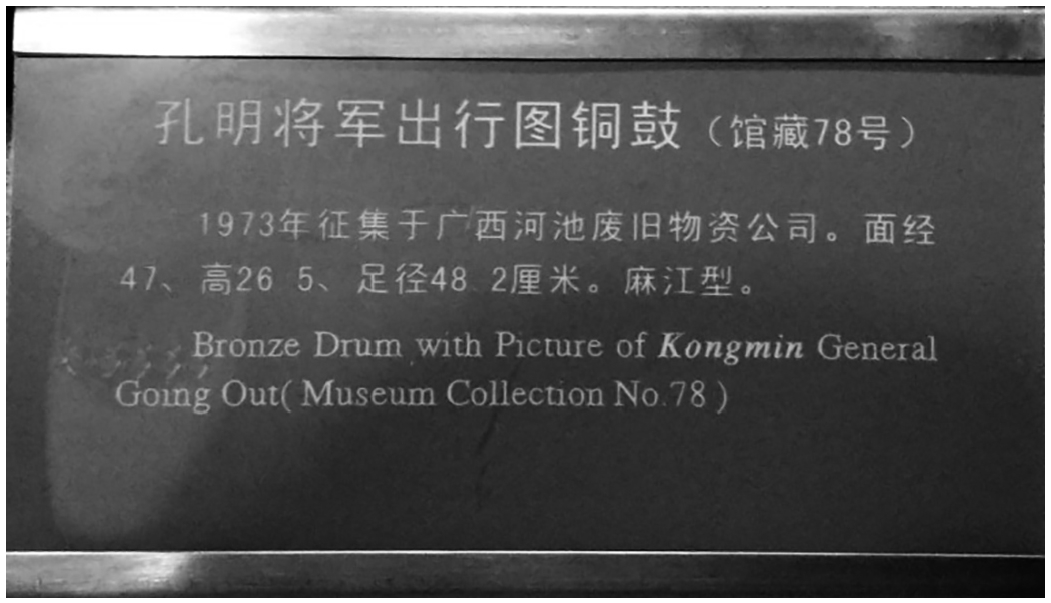 孔明将军出行图铜鼓（馆藏78号）
1973年征集于广西河池废旧物资公司。面经
47、高26 5、足径48 2厘米。麻江型。
Bronze Drum with Picture of Kongmin General
Going Out( Museum Collection No.78 )